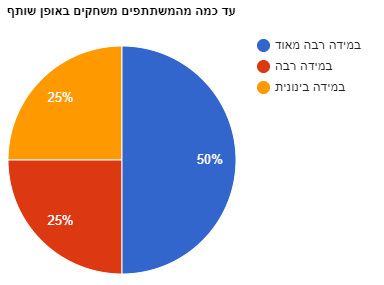 עד כמה מהמשתתפים משחקים באופן שותף
במידה רבה מאוד
במידה רבה
במידה בינונית
25%
50%
25%